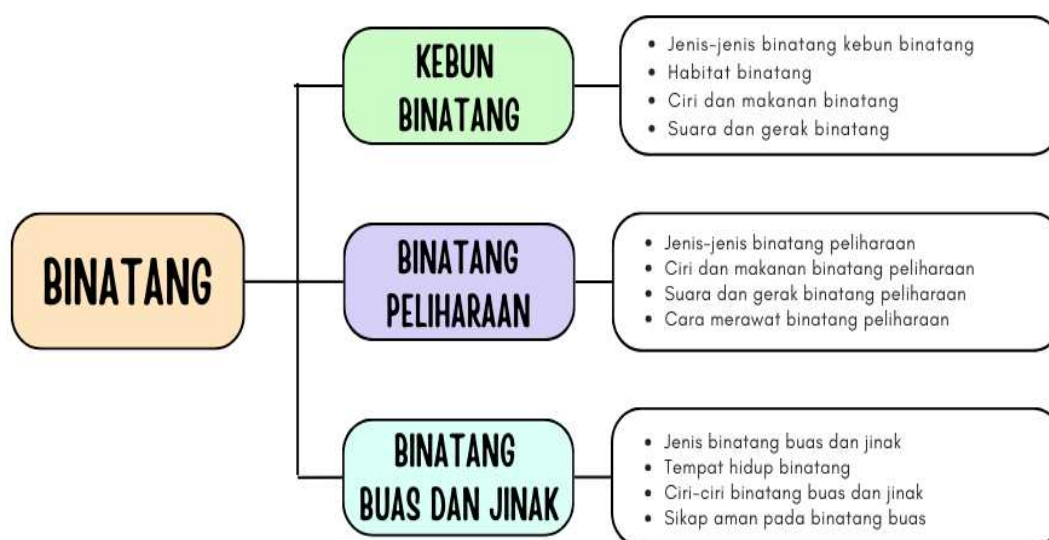 KEBUN
BINATANG
• Jenis-jenis binatang kebun binatang
• Habitat binatang
• Ciri dan makanan binatang
• Suara dan gerak binatang
BINATANG
BINATANG
PELIHARAAN
• Jenis-jenis binatang peliharaan
• Ciri dan makanan binatang peliharaan
• Suara dan gerak binatang peliharaan
• Cara merawat binatang peliharaan
BINATANG
BUAS DAN JINAK
• Jenis binatang buas dan jinak
• Tempat hidup binatang
• Ciri-ciri binatang buas dan jinak
• Sikap aman pada binatang buas